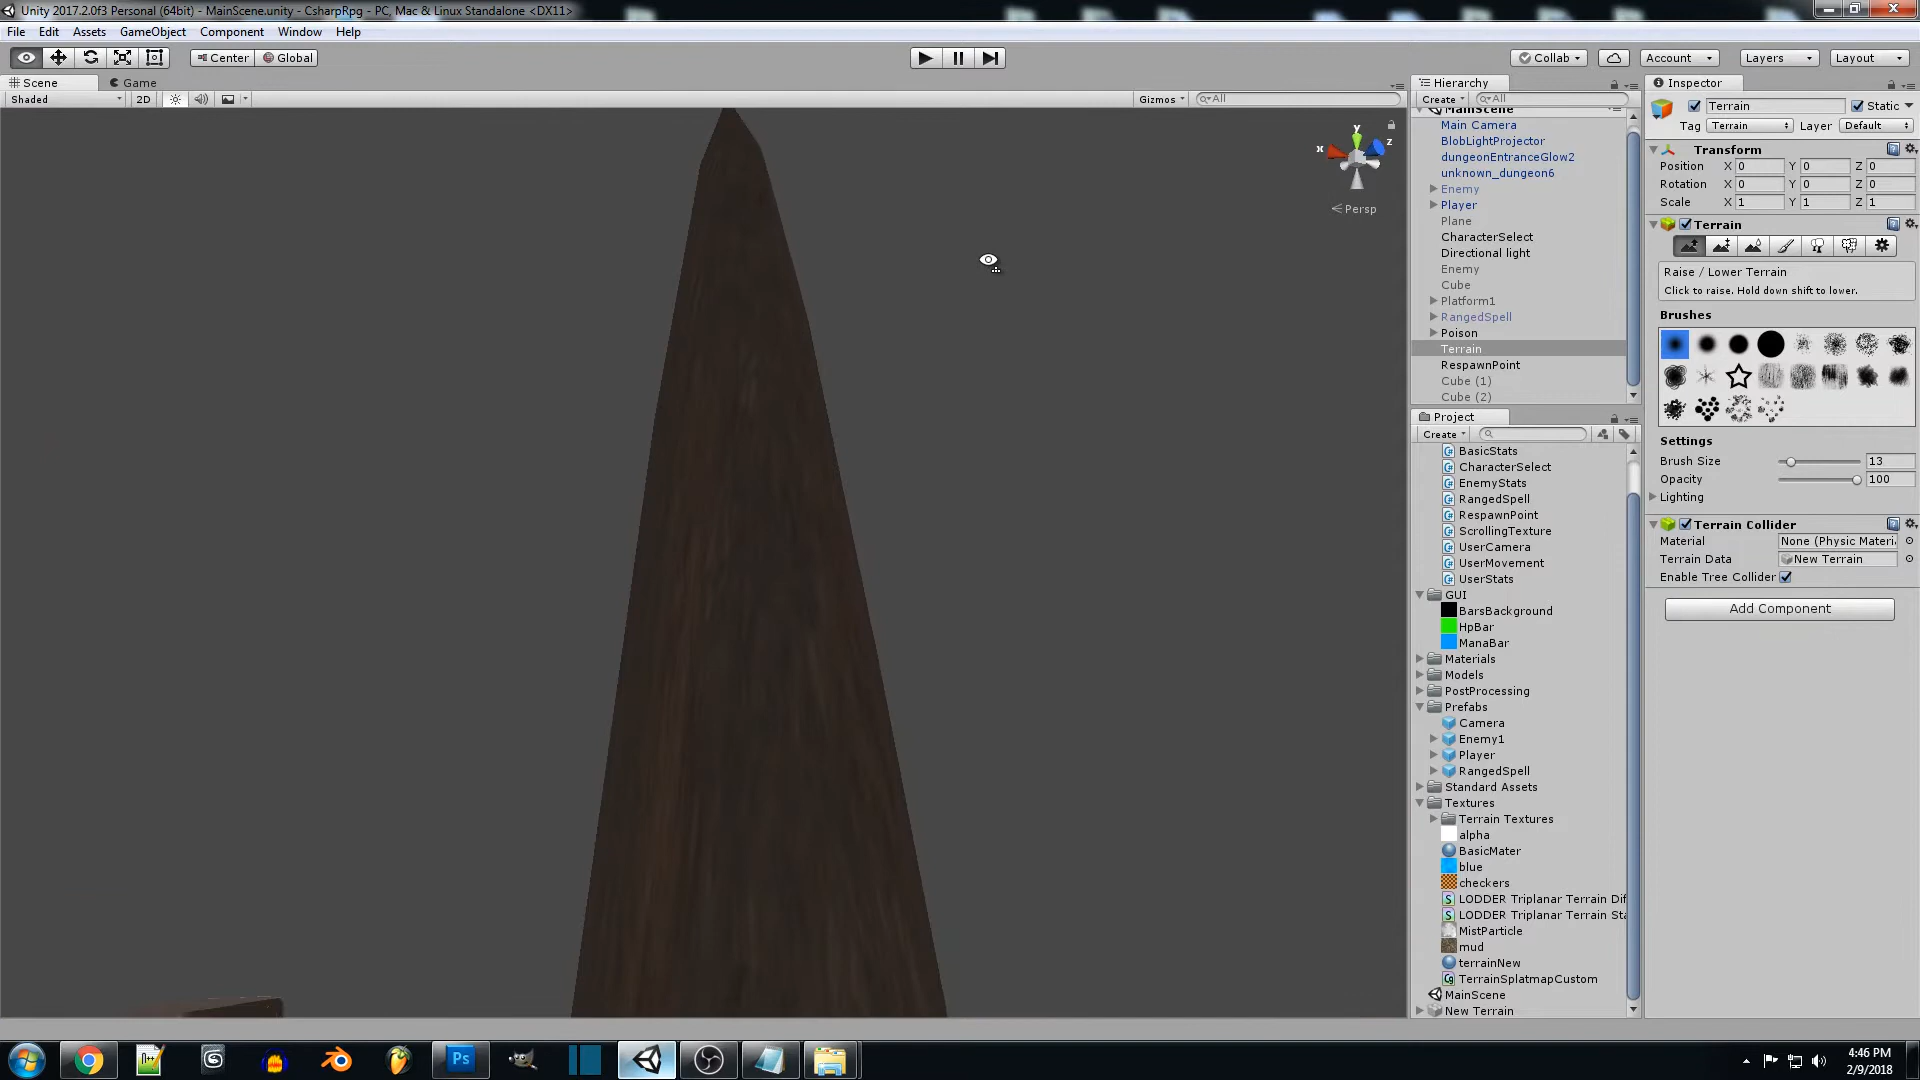 Unity 2017.2.0f3 Personal (64bit) - MainScene.unity - CsharpRpg - PC, Mac & Linux Standalone <DX11>
File Edit Assets GameObject Component Window Help
Center Global Collab Account Layers Layout
Scene Game
Shaded 2D Gizmos All
x y z
Persp
Hierarchy
Create All
MainScene
Main Camera
BlobLightProjector
dungeonEntranceGlow2
unknown_dungeon6
Enemy
Player
Plane
CharacterSelect
Directional light
Enemy
Cube
Platform1
RangedSpell
Poison
Terrain
RespawnPoint
Cube (1)
Cube (2)
Project
Create
BasicStats
CharacterSelect
EnemyStats
RangedSpell
RespawnPoint
ScrollingTexture
UserCamera
UserMovement
UserStats
GUI
BarsBackground
HpBar
ManaBar
Materials
Models
PostProcessing
Prefabs
Camera
Enemy1
Player
RangedSpell
Standard Assets
Textures
Terrain Textures
alpha
BasicMater
blue
checkers
LODDER Triplanar Terrain Dif
LODDER Triplanar Terrain Sta
MistParticle
mud
terrainNew
TerrainSplatmapCustom
MainScene
New Terrain
Inspector
Terrain Static
Tag Terrain Layer Default
Transform
Position X 0 Y 0 Z 0
Rotation X 0 Y 0 Z 0
Scale X 1 Y 1 Z 1
Terrain
Raise / Lower Terrain
Click to raise. Hold down shift to lower.
Brushes
Settings
Brush Size 13
Opacity 100
Lighting
Terrain Collider
Material None (Physic Materi
Terrain Data New Terrain
Enable Tree Collider
Add Component
Ps
4:46 PM
2/9/2018